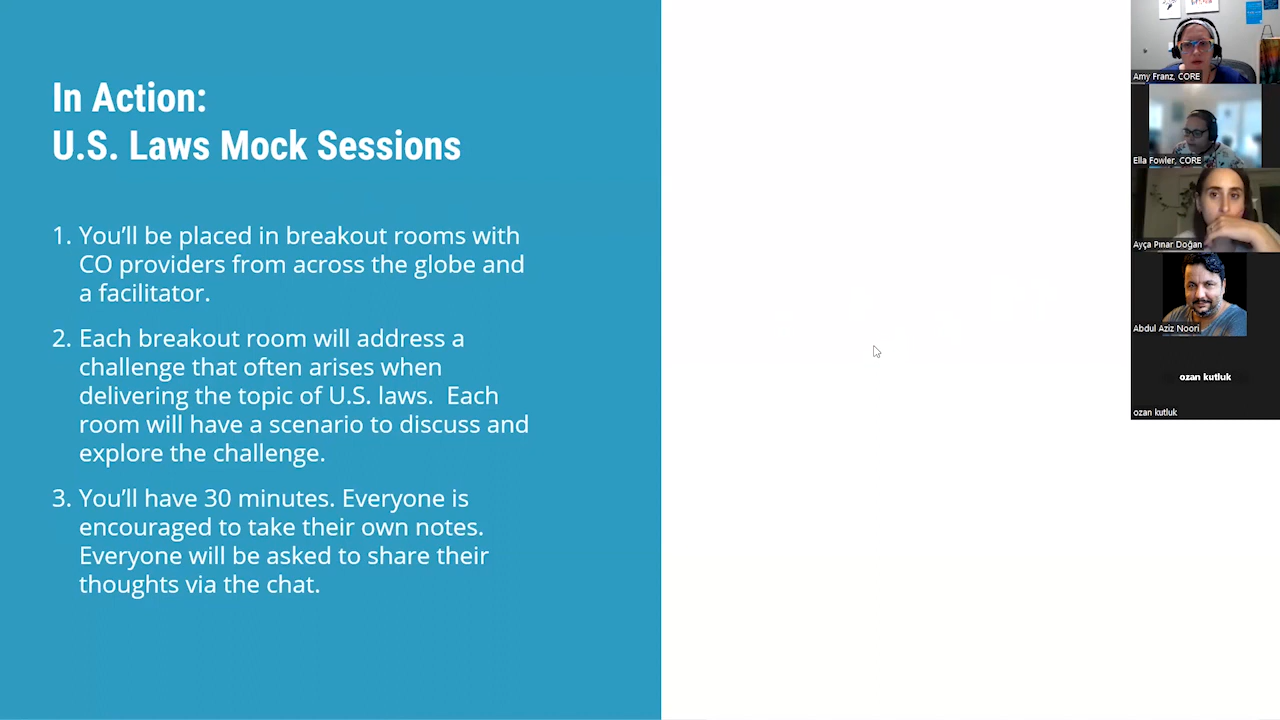 In Action:
U.S. Laws Mock Sessions
1. You'll be placed in breakout rooms with
CO providers from across the globe and
a facilitator.
2. Each breakout room will address a
challenge that often arises when
delivering the topic of U.S. laws.  Each
room will have a scenario to discuss and
explore the challenge.
3. You'll have 30 minutes. Everyone is
encouraged to take their own notes.
Everyone will be asked to share their
thoughts via the chat.
Amy Franz, CORE
Ella Fowler, CORE
Ayça Pınar Doğan
Abdul Aziz Noori
ozan kutluk
ozan kutluk